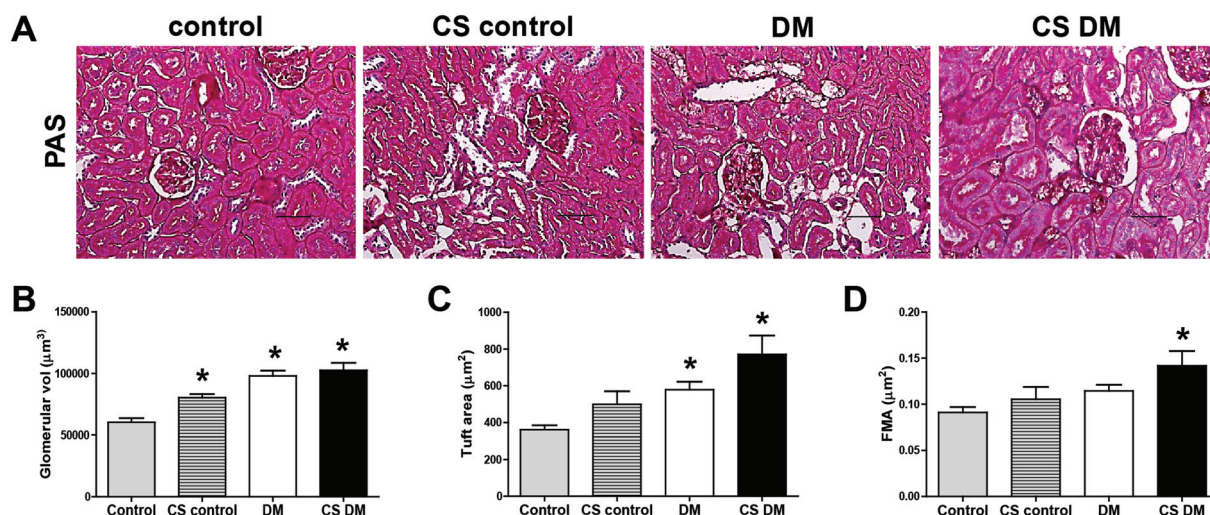 A
control
CS control
DM
CS DM
PAS
B
Glomerular vol (μm³)
150000
100000
50000
0
*
*
*
Control
CS control
DM
CS DM
C
Tuft area (μm²)
1000
800
600
400
200
0
*
*
Control
CS control
DM
CS DM
D
FMA (μm²)
0.20
0.15
0.10
0.05
0.00
*
Control
CS control
DM
CS DM